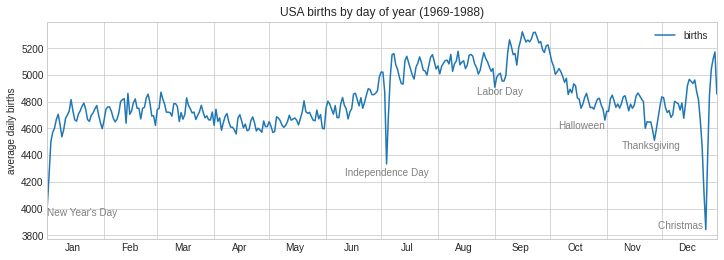 USA births by day of year (1969-1988)
births
average daily births
5200
5000
4800
4600
4400
4200
4000
3800
Labor Day
Halloween
Thanksgiving
Independence Day
New Year's Day
Christmas
Jan Feb Mar Apr May Jun Jul Aug Sep Oct Nov Dec